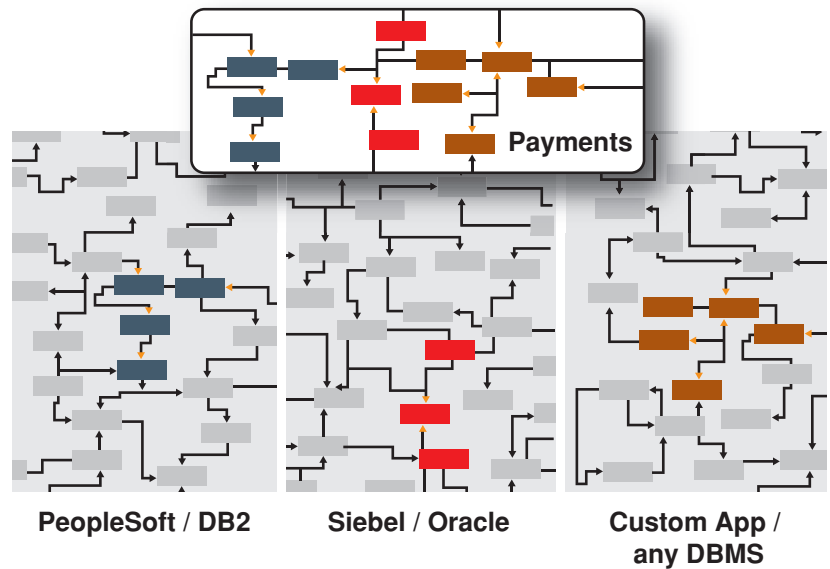 Payments
PeopleSoft / DB2
Siebel / Oracle
Custom App /
any DBMS